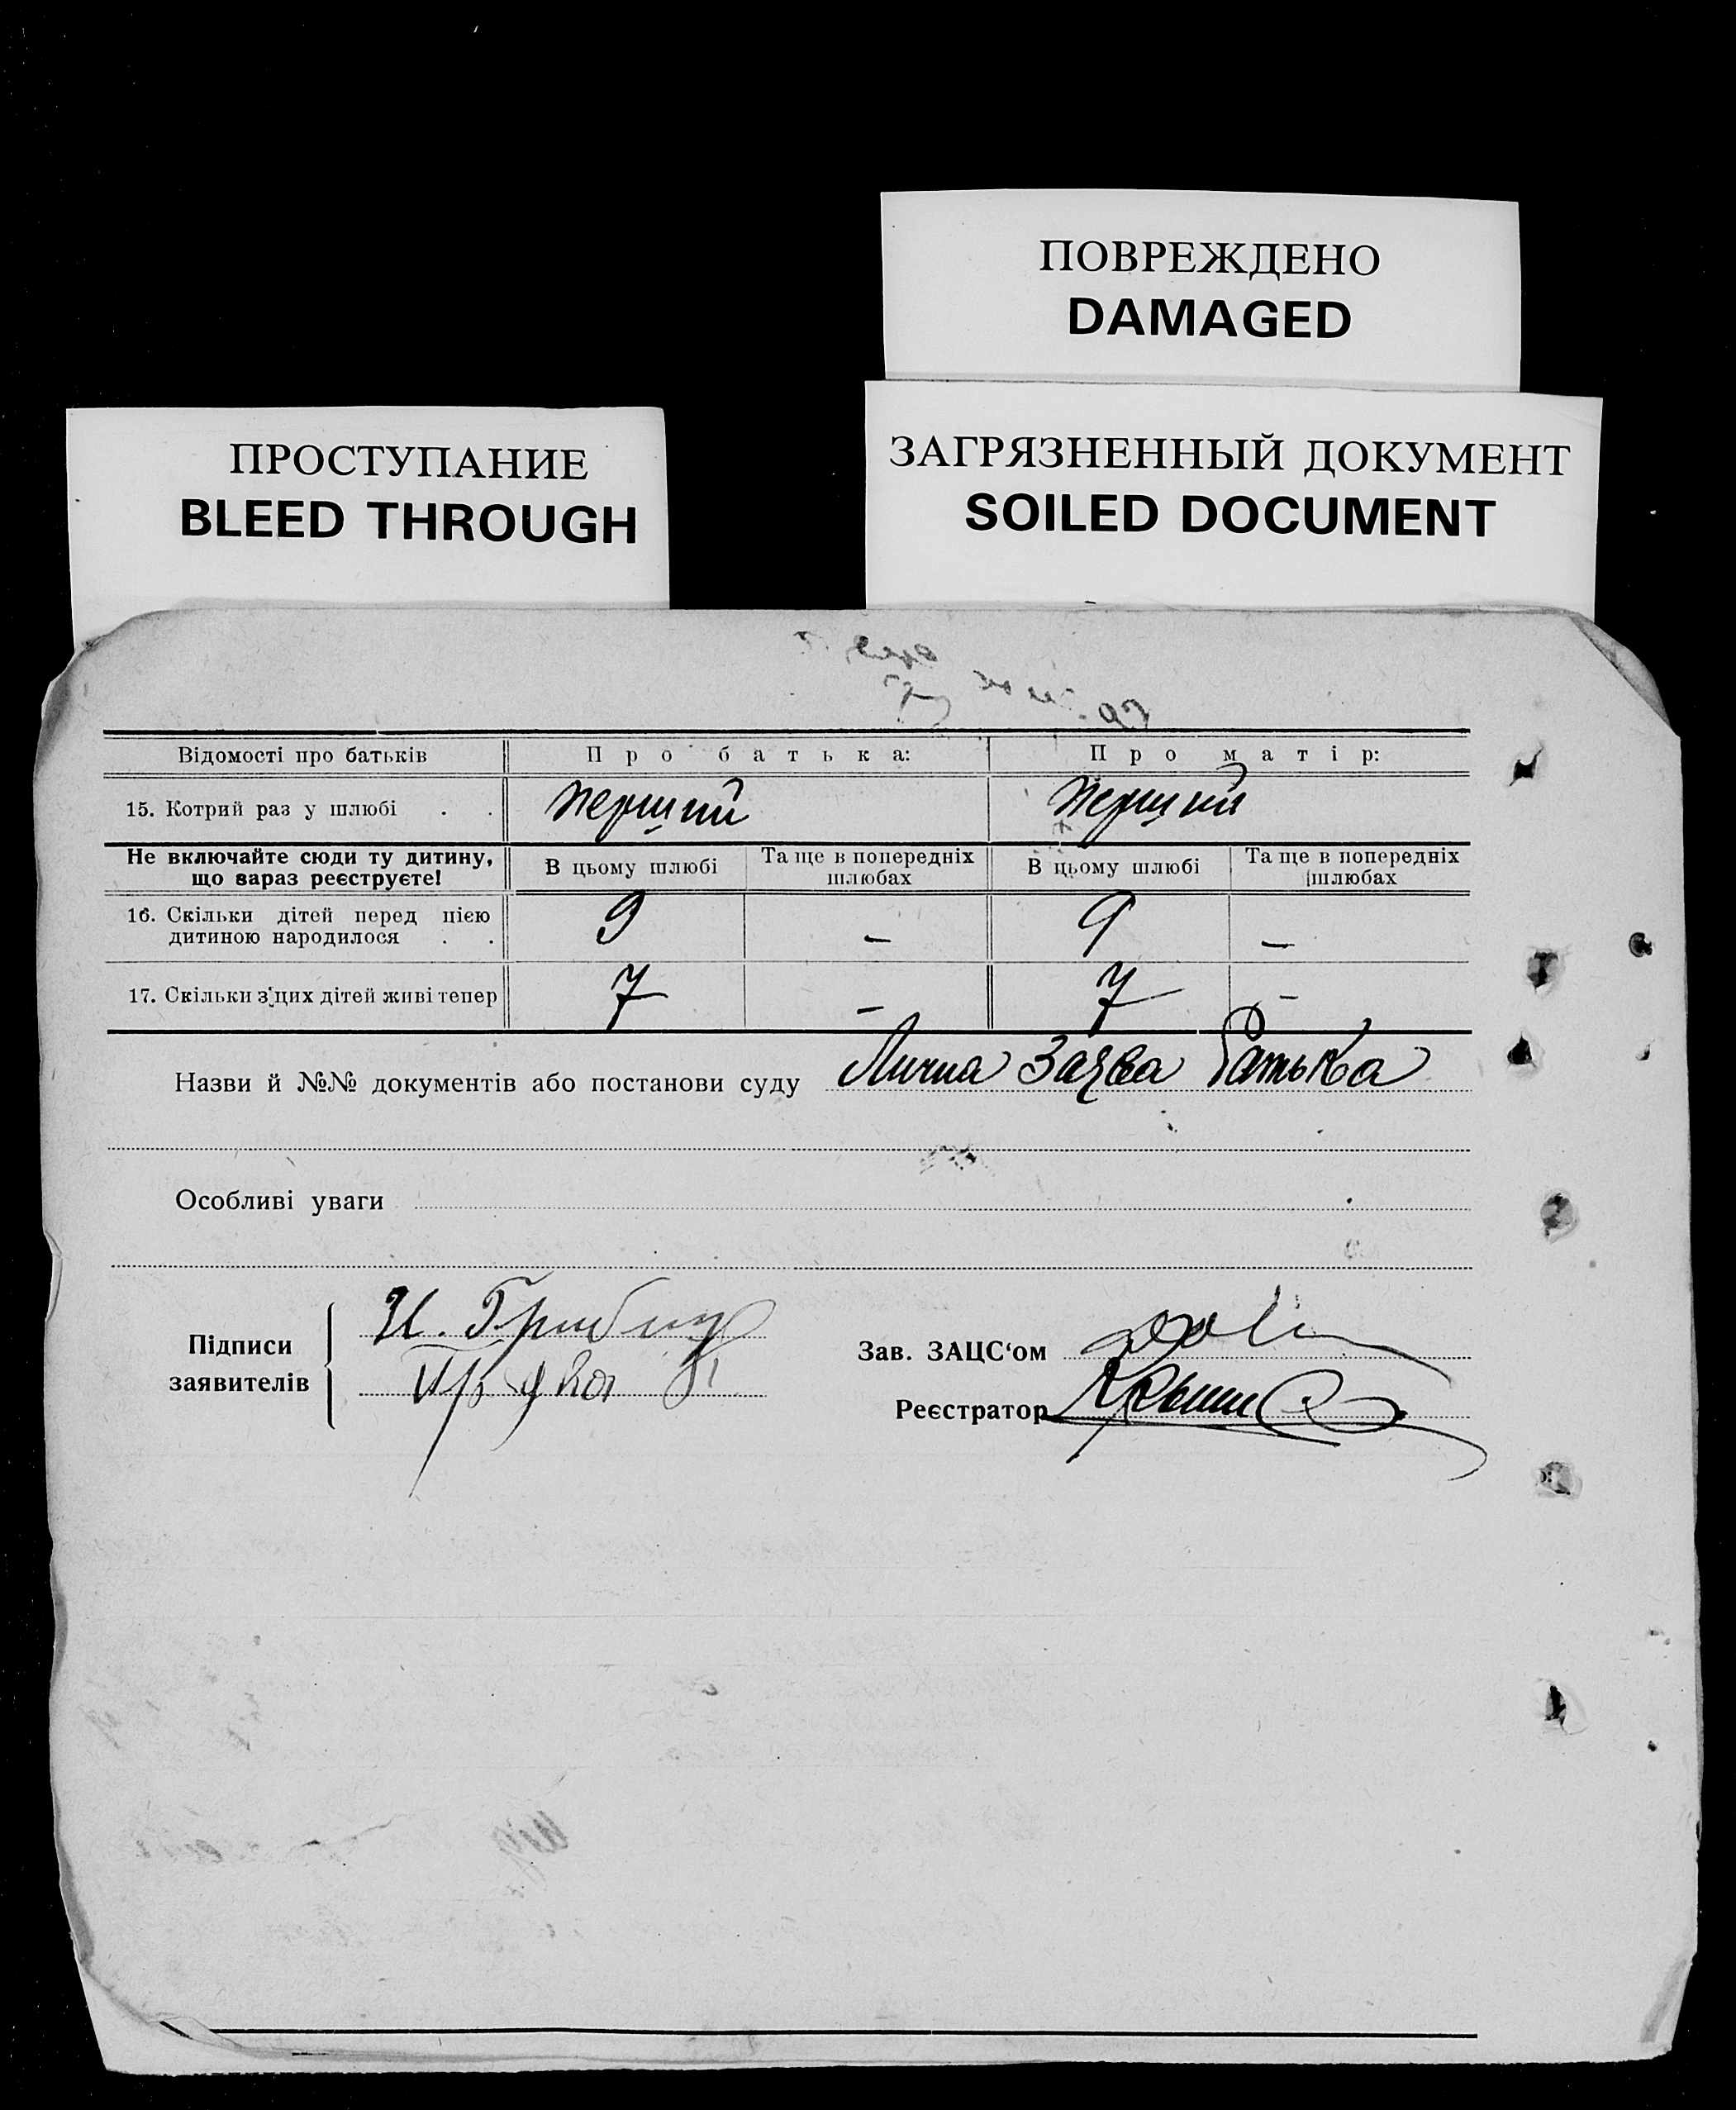 ПОВРЕЖДЕНО
DAMAGED
ПРОСТУПАНИЕ
BLEED THROUGH
ЗАГРЯЗНЕННЫЙ ДОКУМЕНТ
SOILED DOCUMENT
Відомості про батьків Про батька: Про матір:
15. Котрий раз у шлюбі . . Перший Перший
Не включайте сюди ту дитину, що зараз реєструєте! В цьому шлюбі Та ще в попередніх шлюбах В цьому шлюбі Та ще в попередніх шлюбах
16. Скільки дітей перед цією дитиною народилося . . 9 – 9 –
17. Скільки з цих дітей живі тепер 7 – 7 –
Назви й №№ документів або постанови суду Лична Заява батька
Особливі уваги
Підписи заявителів
Зав. ЗАЦС‘ом
Реєстратор